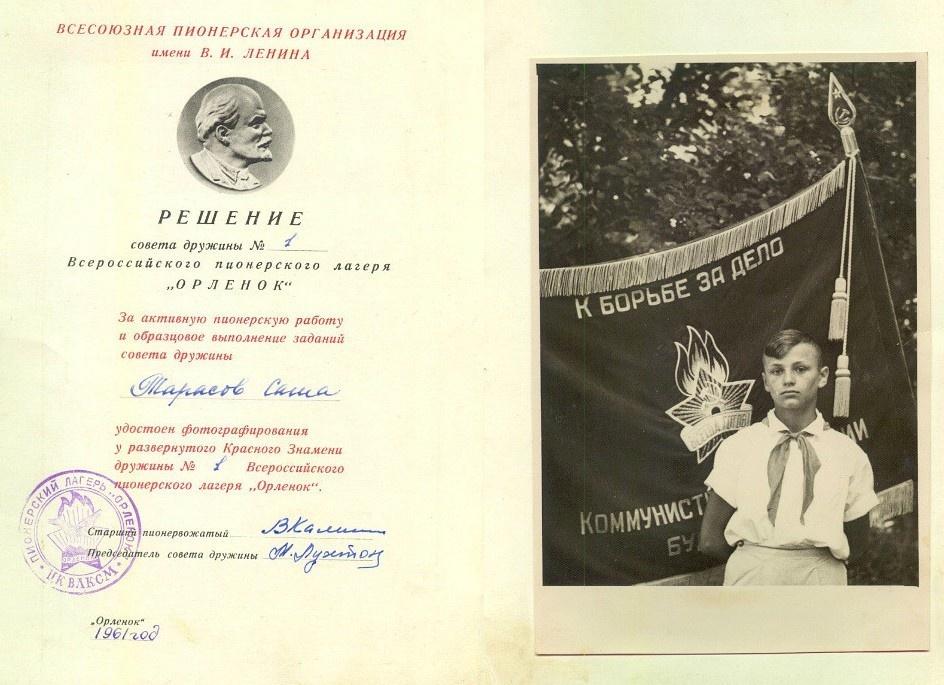 ВСЕСОЮЗНАЯ ПИОНЕРСКАЯ ОРГАНИЗАЦИЯ
имени В. И. ЛЕНИНА
РЕШЕНИЕ
совета дружины № 1
Всероссийского пионерского лагеря
„ОРЛЕНОК“
За активную пионерскую работу
и образцовое выполнение заданий
совета дружины
Тарасов Саша
удостоен фотографирования
у развернутого Красного Знамени
дружины № 1 Всероссийского
пионерского лагеря „Орленок“.
Старший пионервожатый
Председатель совета дружины
ПИОНЕРСКИЙ ЛАГЕРЬ „ОРЛЕНОК“
ЦК ВЛКСМ
„Орленок“
1961 год
К БОРЬБЕ ЗА ДЕЛО
ВСЕГДА ГОТОВ!
КОММУНИСТ
БУ